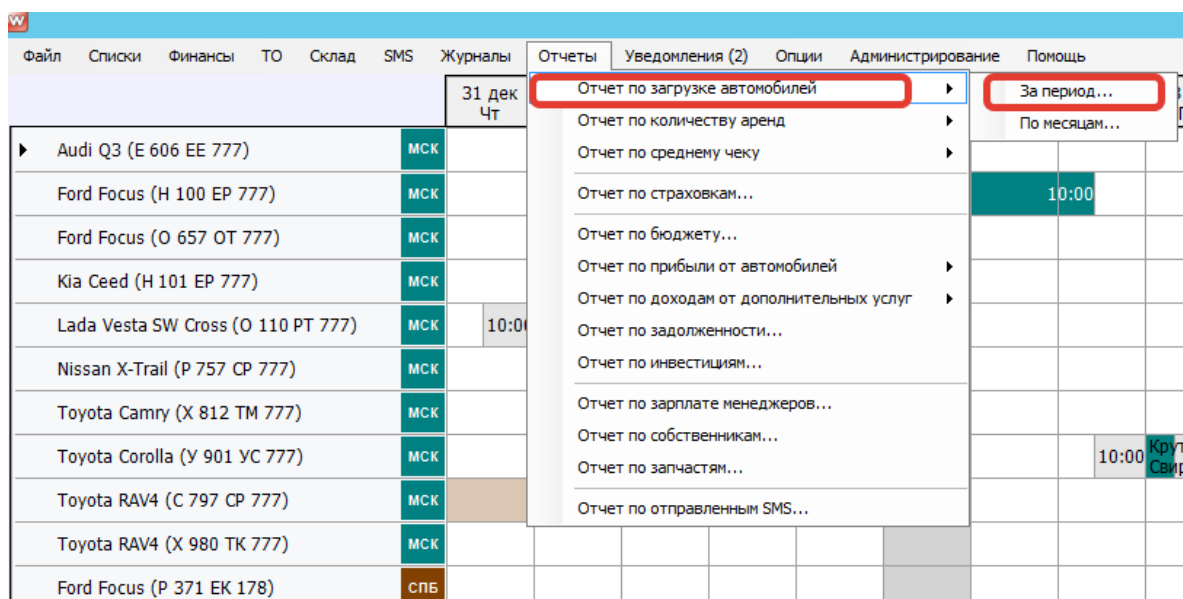 W
Файл Списки Финансы ТО Склад SMS Журналы Отчеты Уведомления (2) Опции Администрирование Помощь
31 дек
Чт
Отчет по загрузке автомобилей
За период...
Отчет по количеству аренд
По месяцам...
Отчет по среднему чеку
Отчет по страховкам...
Отчет по бюджету...
Отчет по прибыли от автомобилей
Отчет по доходам от дополнительных услуг
Отчет по задолженности...
Отчет по инвестициям...
Отчет по зарплате менеджеров...
Отчет по собственникам...
Отчет по запчастям...
Отчет по отправленным SMS...
Audi Q3 (Е 606 ЕЕ 777) МСК
Ford Focus (Н 100 ЕР 777) МСК 10:00
Ford Focus (О 657 ОТ 777) МСК
Kia Ceed (Н 101 ЕР 777) МСК
Lada Vesta SW Cross (О 110 РТ 777) МСК 10:00
Nissan X-Trail (Р 757 СР 777) МСК
Toyota Camry (Х 812 ТМ 777) МСК
Toyota Corolla (У 901 УС 777) МСК 10:00
Toyota RAV4 (С 797 СР 777) МСК
Toyota RAV4 (Х 980 ТК 777) МСК
Ford Focus (Р 371 ЕК 178) СПБ